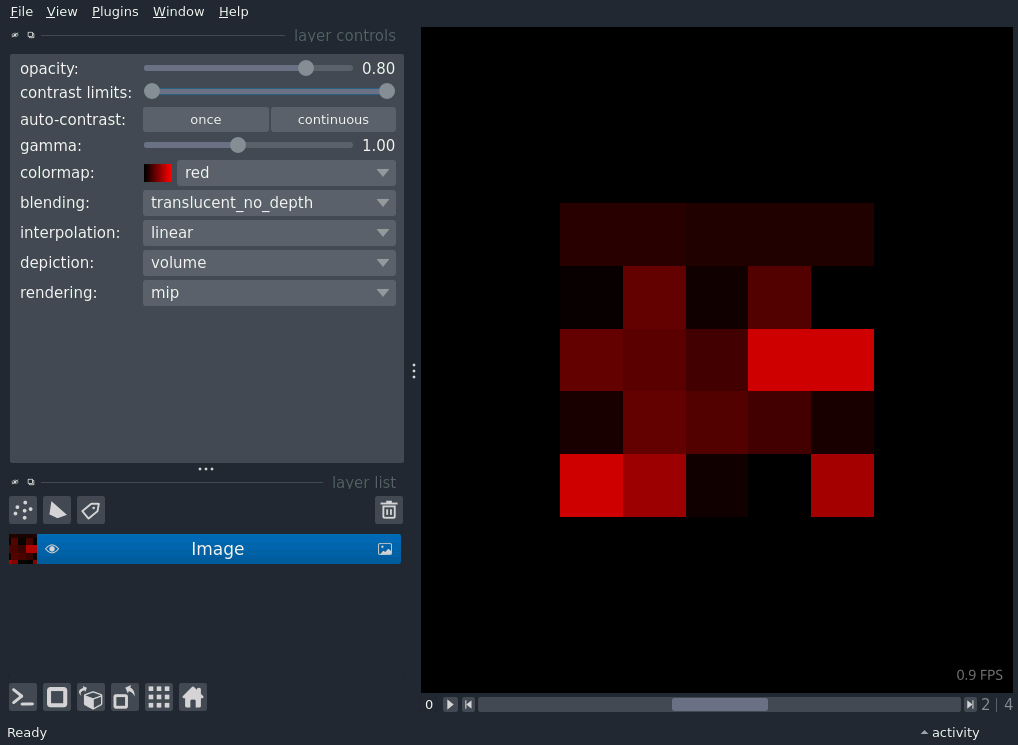 File View Plugins Window Help
layer controls
opacity: 0.80
contrast limits:
auto-contrast: once continuous
gamma: 1.00
colormap: red
blending: translucent_no_depth
interpolation: linear
depiction: volume
rendering: mip
layer list
Image
0.9 FPS
0 2 | 4
Ready activity